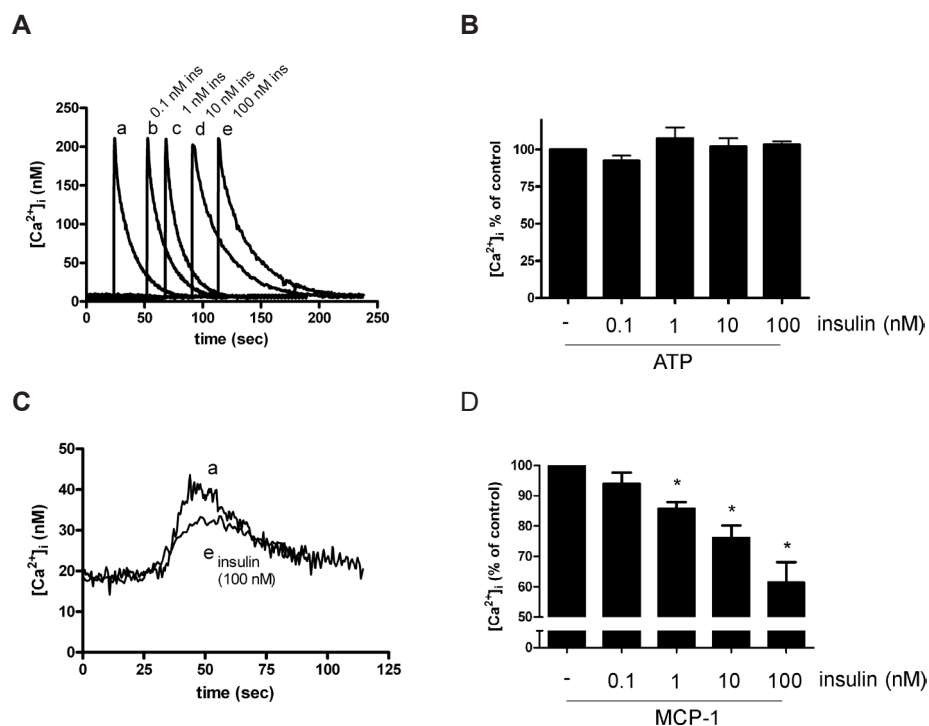 A
0.1 nM ins
1 nM ins
10 nM ins
100 nM ins
a b c d e
250
200
150
100
50
0
[Ca²⁺]ᵢ (nM)
0 50 100 150 200 250
time (sec)
B
100
75
50
25
0
[Ca²⁺]ᵢ % of control
- 0.1 1 10 100 insulin (nM)
ATP
C
50
40
30
20
10
0
[Ca²⁺]ᵢ (nM)
a
e insulin
(100 nM)
0 25 50 75 100 125
time (sec)
D
100
90
80
70
60
50
0
[Ca²⁺]ᵢ (% of control)
* * *
- 0.1 1 10 100 insulin (nM)
MCP-1